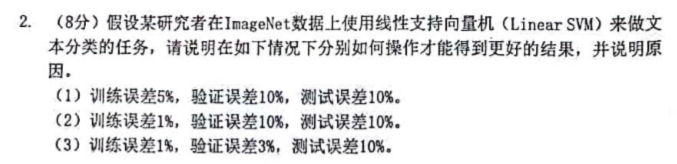 2. （8分）假设某研究者在ImageNet数据上使用线性支持向量机（Linear SVM）来做文
本分类的任务，请说明在如下情况下分别如何操作才能得到更好的结果，并说明原
因。
（1）训练误差5%，验证误差10%，测试误差10%。
（2）训练误差1%，验证误差10%，测试误差10%。
（3）训练误差1%，验证误差3%，测试误差10%。